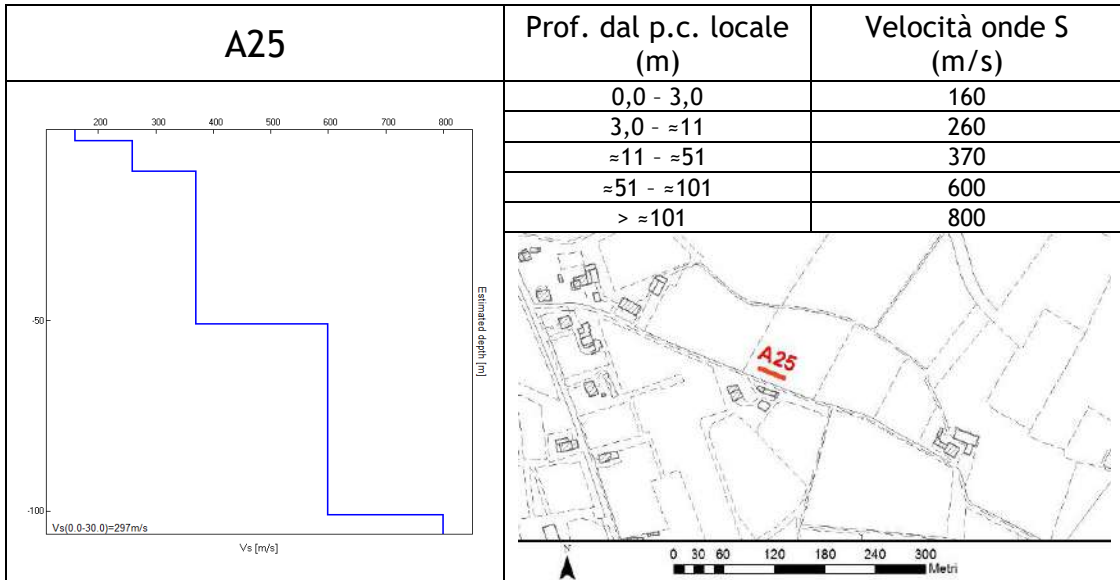 A25
Prof. dal p.c. locale
(m)
Velocità onde S
(m/s)
0,0 – 3,0 160
3,0 – ≈11 260
≈11 – ≈51 370
≈51 – ≈101 600
> ≈101 800
200 300 400 500 600 700 800
-50
-100
Estimated depth [m]
Vs(0.0-30.0)=297m/s
Vs [m/s]
A25
N
0 30 60 120 180 240 300
Metri